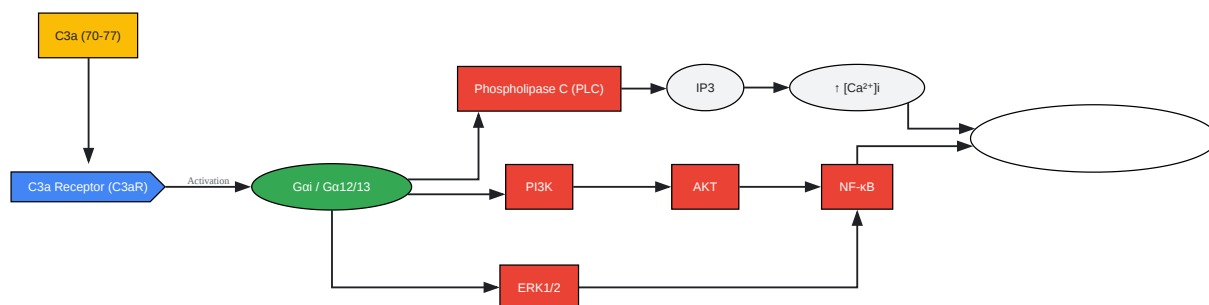 C3a (70-77)
Phospholipase C (PLC)
IP3
↑ [Ca²⁺]i
C3a Receptor (C3aR)
Activation
Gαi / Gα12/13
PI3K
AKT
NF-κB
ERK1/2